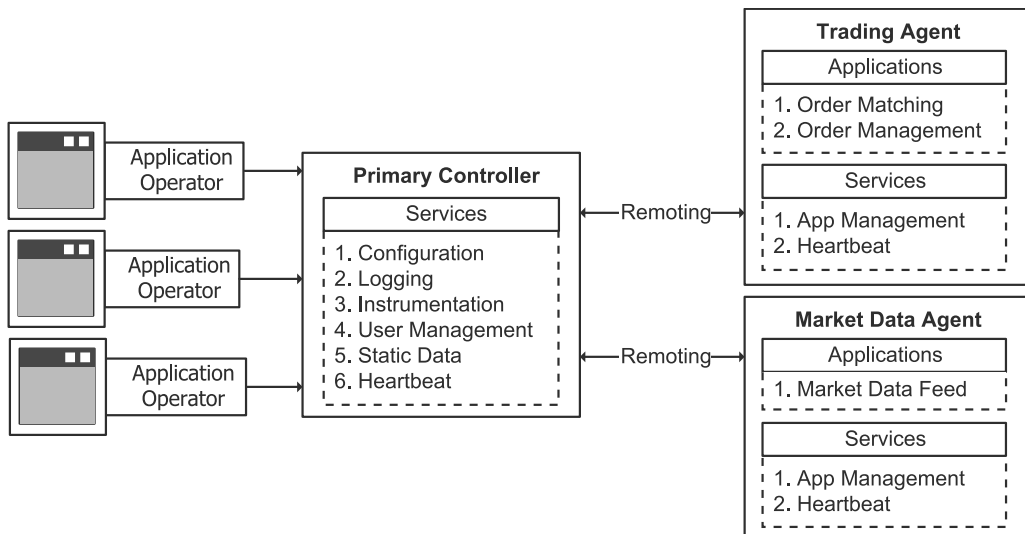 Application
Operator
Application
Operator
Application
Operator
Primary Controller
Services
1. Configuration
2. Logging
3. Instrumentation
4. User Management
5. Static Data
6. Heartbeat
Remoting
Remoting
Trading Agent
Applications
1. Order Matching
2. Order Management
Services
1. App Management
2. Heartbeat
Market Data Agent
Applications
1. Market Data Feed
Services
1. App Management
2. Heartbeat